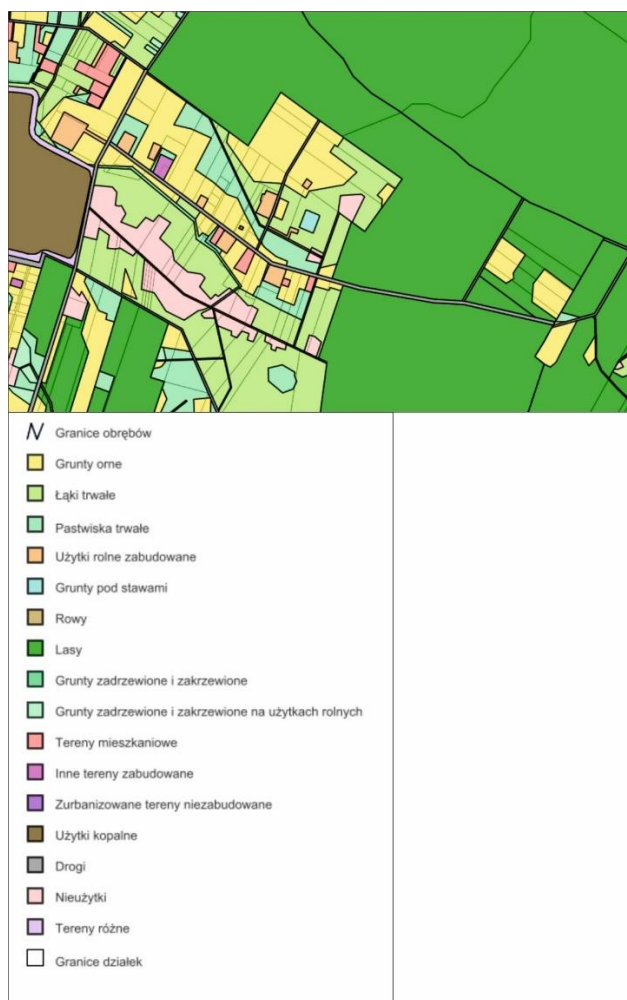 Granice obrębów
Grunty orne
Łąki trwałe
Pastwiska trwałe
Użytki rolne zabudowane
Grunty pod stawami
Rowy
Lasy
Grunty zadrzewione i zakrzewione
Grunty zadrzewione i zakrzewione na użytkach rolnych
Tereny mieszkaniowe
Inne tereny zabudowane
Zurbanizowane tereny niezabudowane
Użytki kopalne
Drogi
Nieużytki
Tereny różne
Granice działek